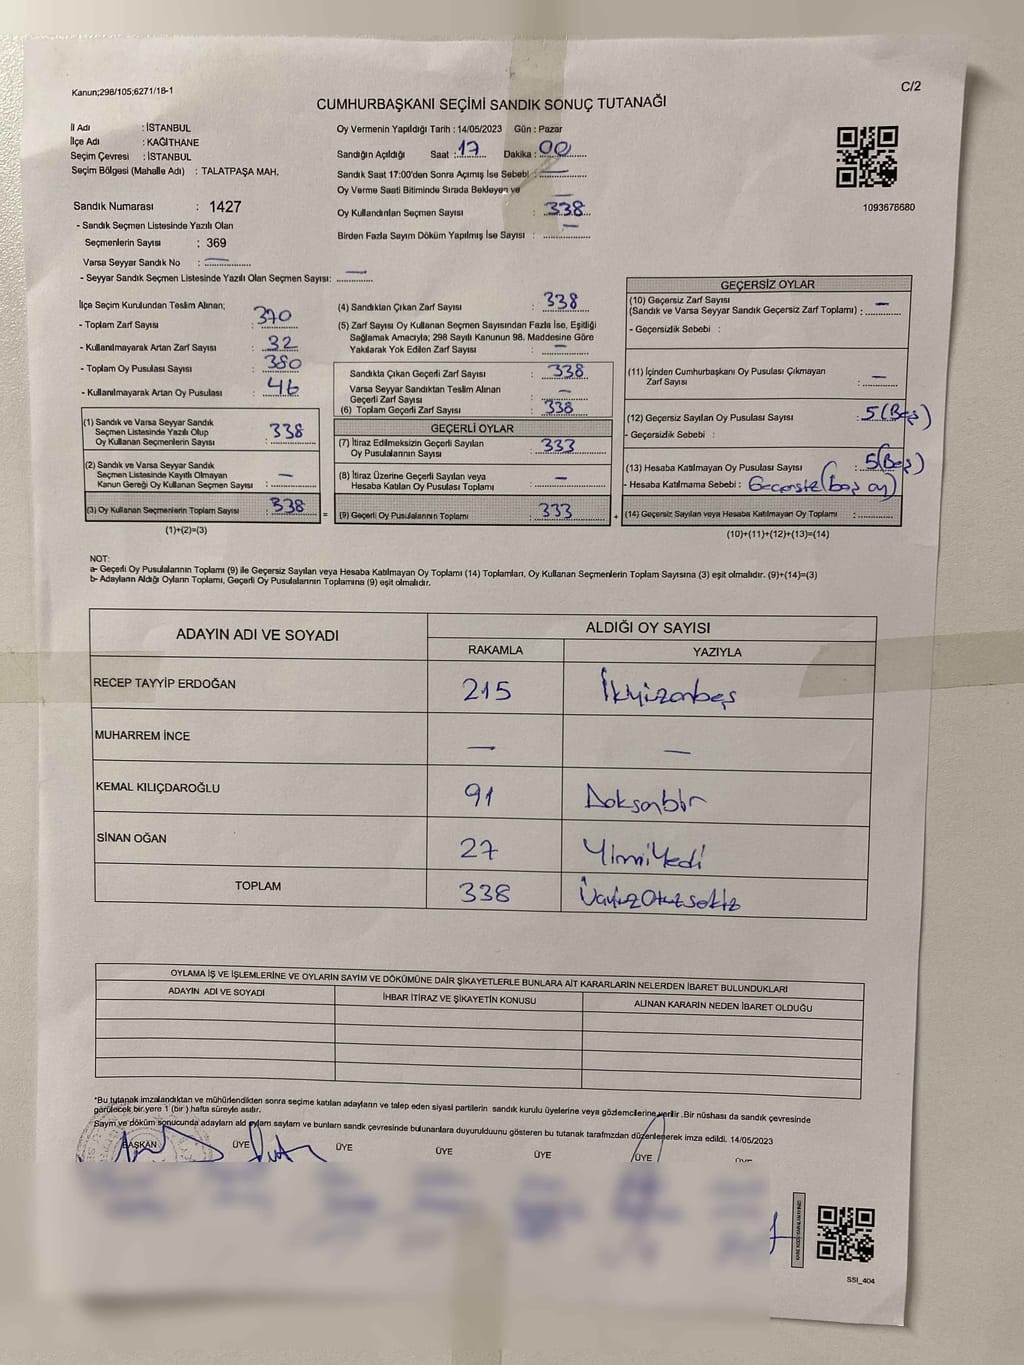 Kanun;298/105;6271/18-1
C/2
CUMHURBAŞKANI SEÇİMİ SANDIK SONUÇ TUTANAĞI
İl Adı : İSTANBUL
İlçe Adı : KAĞITHANE
Seçim Çevresi : İSTANBUL
Seçim Bölgesi (Mahalle Adı) : TALATPAŞA MAH.
Oy Vermenin Yapıldığı Tarih : 14/05/2023 Gün : Pazar
Sandığın Açıldığı Saat : 17 Dakika : 00
Sandık Saat 17:00'den Sonra Açımış İse Sebebi : —
Oy Verme Saati Bitiminde Sırada Bekleyen ve —
Oy Kullandırılan Seçmen Sayısı : 338
Birden Fazla Sayım Döküm Yapılmış İse Sayısı : —
1093678680
Sandık Numarası : 1427
- Sandık Seçmen Listesinde Yazılı Olan
Seçmenlerin Sayısı : 369
Varsa Seyyar Sandık No : —
- Seyyar Sandık Seçmen Listesinde Yazılı Olan Seçmen Sayısı: —
İlçe Seçim Kurulundan Teslim Alınan;
- Toplam Zarf Sayısı : 370
- Kullanılmayarak Artan Zarf Sayısı : 32
- Toplam Oy Pusulası Sayısı : 380
- Kullanılmayarak Artan Oy Pusulası : 46
(1) Sandık ve Varsa Seyyar Sandık
Seçmen Listesinde Yazılı Olup
Oy Kullanan Seçmenlerin Sayısı : 338
(2) Sandık ve Varsa Seyyar Sandık
Seçmen Listesinde Kayıtlı Olmayan
Kanun Gereği Oy Kullanan Seçmen Sayısı : —
(3) Oy Kullanan Seçmenlerin Toplam Sayısı : 338 =
(1)+(2)=(3)
(4) Sandıktan Çıkan Zarf Sayısı : 338
(5) Zarf Sayısı Oy Kullanan Seçmen Sayısından Fazla İse, Eşitliği
Sağlamak Amacıyla; 298 Sayılı Kanunun 98. Maddesine Göre
Yakılarak Yok Edilen Zarf Sayısı : —
Sandıkta Çıkan Geçerli Zarf Sayısı : 338
Varsa Seyyar Sandıktan Teslim Alınan
Geçerli Zarf Sayısı : —
(6) Toplam Geçerli Zarf Sayısı : 338
GEÇERLİ OYLAR
(7) İtiraz Edilmeksizin Geçerli Sayılan
Oy Pusulasının Sayısı : 333
(8) İtiraz Üzerine Geçerli Sayılan veya
Hesaba Katılan Oy Pusulası Toplamı : —
(9) Geçerli Oy Pusulalarının Toplamı : 333 +
GEÇERSİZ OYLAR
(10) Geçersiz Zarf Sayısı
(Sandık ve Varsa Seyyar Sandık Geçersiz Zarf Toplamı) : —
- Geçersizlik Sebebi :
(11) İçinden Cumhurbaşkanı Oy Pusulası Çıkmayan
Zarf Sayısı : —
(12) Geçersiz Sayılan Oy Pusulası Sayısı : 5 (Beş)
- Geçersizlik Sebebi :
(13) Hesaba Katılmayan Oy Pusulası Sayısı : 5 (Beş)
- Hesaba Katılmama Sebebi : (boş oy)
(14) Geçersiz Sayılan veya Hesaba Katılmayan Oy Toplamı :
(10)+(11)+(12)+(13)=(14)
NOT:
a- Geçerli Oy Pusulasının Toplamı (9) ile Geçersiz Sayılan veya Hesaba Katılmayan Oy Toplamı (14) Toplamları, Oy Kullanan Seçmenlerin Toplam Sayısına (3) eşit olmalıdır. (9)+(14)=(3)
b- Adayların Aldığı Oyların Toplamı, Geçerli Oy Pusulalarının Toplamına (9) eşit olmalıdır.
ADAYIN ADI VE SOYADI
ALDIĞI OY SAYISI
RAKAMLA YAZIYLA
RECEP TAYYİP ERDOĞAN 215 İkiyüzonbeş
MUHARREM İNCE — —
KEMAL KILIÇDAROĞLU 91 Doksanbir
SİNAN OĞAN 27 YirmiYedi
TOPLAM 338 ÜçyüzOtuzsekiz
OYLAMA İŞ VE İŞLEMLERİNE VE OYLARIN SAYIM VE DÖKÜMÜNE DAİR ŞİKAYETLERLE BUNLARA AİT KARARLARIN NELERDEN İBARET BULUNDUKLARI
ADAYIN ADI VE SOYADI İHBAR İTİRAZ VE ŞİKAYETİN KONUSU ALINAN KARARIN NEDEN İBARET OLDUĞU
*Bu tutanak imzalandıktan ve mühürlendikten sonra seçime katılan adayların ve talep eden siyasi partilerin sandık kurulu üyelerine veya gözlemcilerine verilir .Bir nüshası da sandık çevresinde
görülecek bir yere 1 (bir ) hafta süreyle asılır.
Sayım ve döküm sonucunda adayların ald oyların sayıların ve bunların sandık çevresinde bulunanlara duyurulduunu gösteren bu tutanak tarafımzdan düzenlenerek imza edildi. 14/05/2023
BAŞKAN ÜYE ÜYE ÜYE ÜYE ÜYE
SSI_404